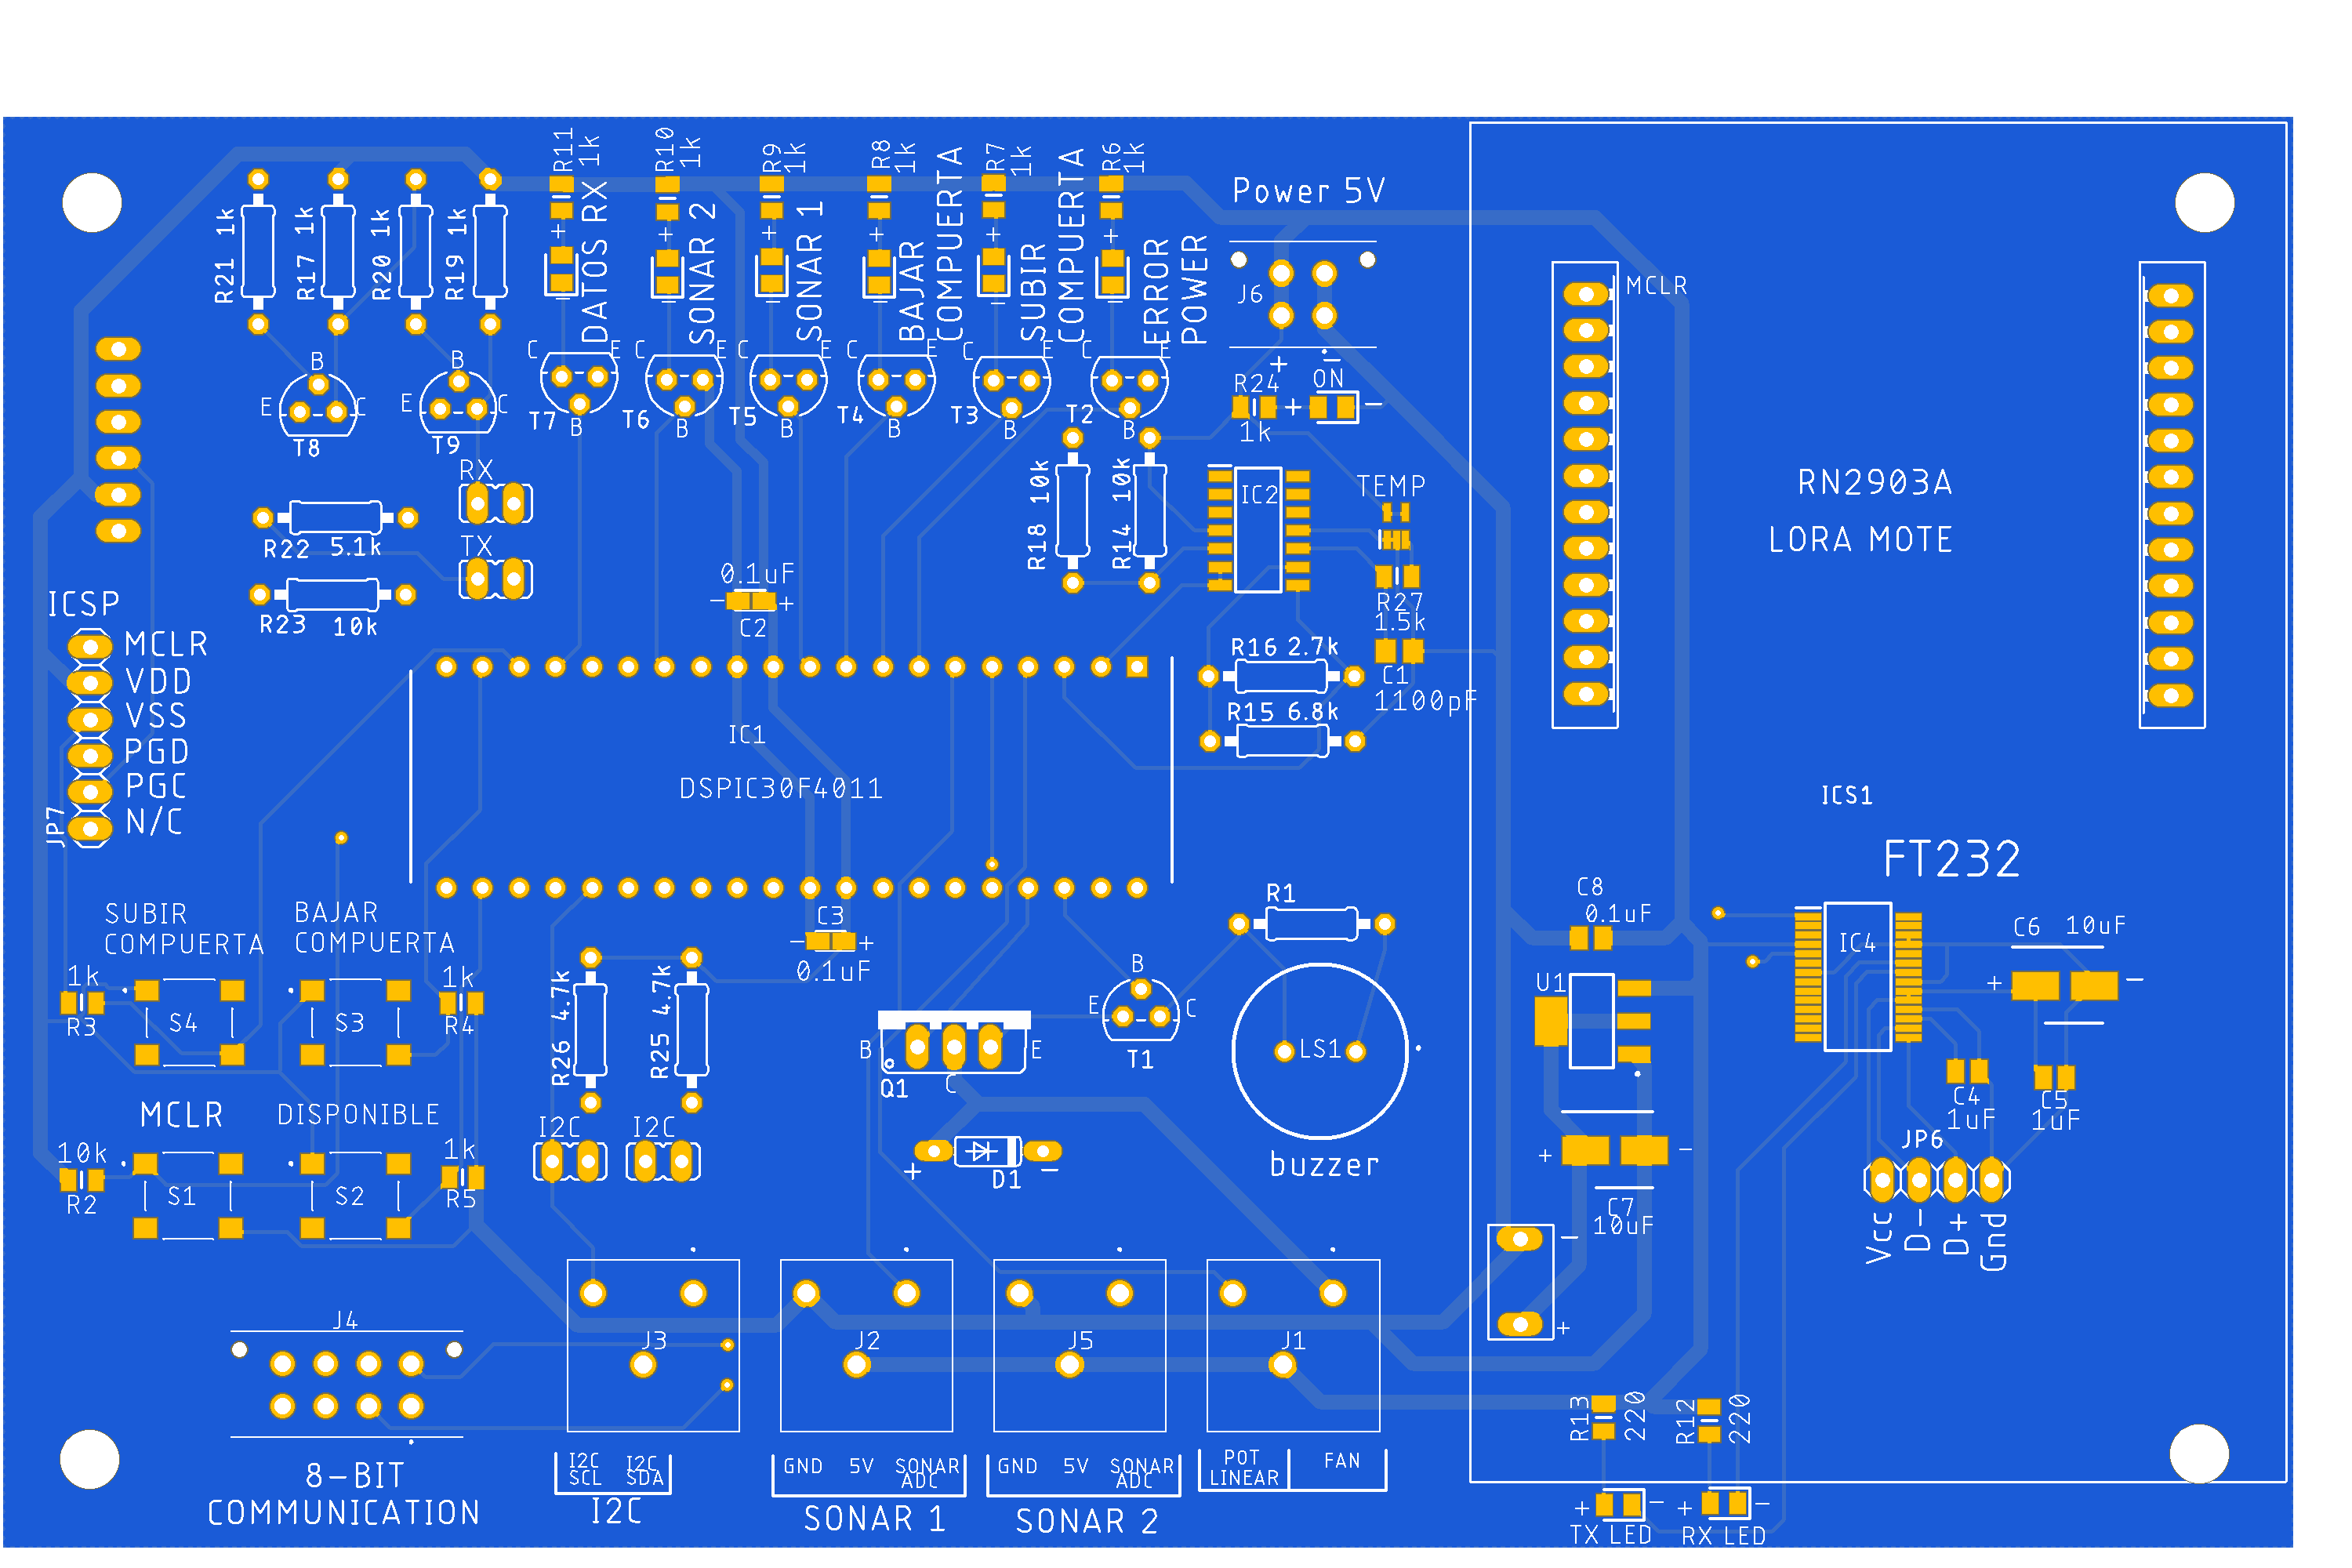 R11
1k
R10
1k
R9
1k
R8
1k
R7
1k
R6
1k
R21 1k
R17 1k
R20 1k
R19 1k
+
-
DATOS RX
+
-
SONAR 2
+
-
SONAR 1
+
-
BAJAR
COMPUERTA
+
-
SUBIR
COMPUERTA
+
-
ERROR
POWER
Power 5V
J6
+
-
MCLR
B
E
C
T8
B
E
C
T9
C
E
T7
B
C
E
T6
B
C
E
T5
B
C
E
T4
B
C
E
T3
B
C
E
T2
B
R24
1k
ON
+
-
RX
TX
R22 5.1k
R23 10k
R18 10k
R14 10k
IC2
TEMP
R27
1.5k
C1
1100pF
R16 2.7k
R15 6.8k
RN2903A
LORA MOTE
0.1uF
-
+
C2
ICSP
MCLR
VDD
VSS
PGD
PGC
N/C
JP7
IC1
DSPIC30F4011
ICS1
FT232
C8
0.1uF
SUBIR
COMPUERTA
BAJAR
COMPUERTA
C3
-
+
0.1uF
R1
IC4
C6
10uF
+
-
1k
R3
S4
S3
1k
R4
R26 4.7k
R25 4.7k
B
C
E
Q1
B
E
C
T1
LS1
buzzer
U1
C4
1uF
C5
1uF
MCLR
DISPONIBLE
10k
R2
S1
S2
1k
R5
I2C
I2C
+
D1
-
+
-
C7
10uF
JP6
Vcc
D-
D+
Gnd
-
+
J4
8-BIT
COMMUNICATION
J3
J2
J5
J1
I2C
SCL
I2C
SDA
I2C
GND
5V
SONAR
ADC
SONAR 1
GND
5V
SONAR
ADC
SONAR 2
POT
LINEAR
FAN
R13
220
R12
220
+
-
TX LED
+
-
RX LED